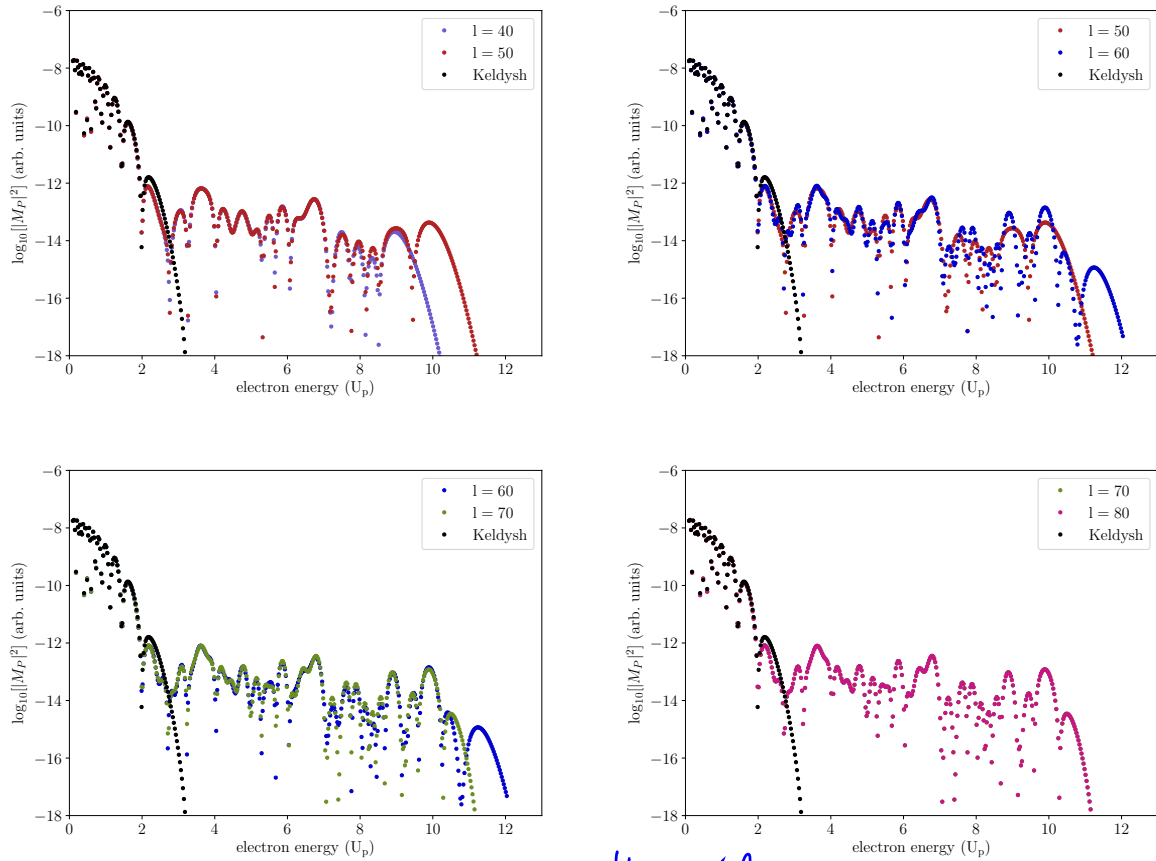 −6
−8
−10
−12
−14
−16
−18
log10[|MP|²] (arb. units)
0 2 4 6 8 10 12
electron energy (Up)
l = 40
l = 50
Keldysh
−6
−8
−10
−12
−14
−16
−18
log10[|MP|²] (arb. units)
0 2 4 6 8 10 12
electron energy (Up)
l = 50
l = 60
Keldysh
−6
−8
−10
−12
−14
−16
−18
log10[|MP|²] (arb. units)
0 2 4 6 8 10 12
electron energy (Up)
l = 60
l = 70
Keldysh
−6
−8
−10
−12
−14
−16
−18
log10[|MP|²] (arb. units)
0 2 4 6 8 10 12
electron energy (Up)
l = 70
l = 80
Keldysh